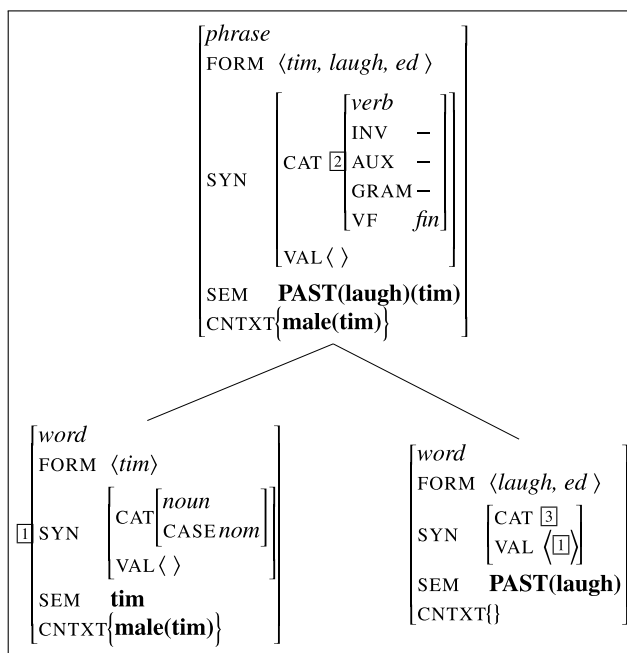 phrase
FORM ⟨tim, laugh, ed ⟩
SYN
CAT 2
verb
INV –
AUX –
GRAM –
VF fin
VAL ⟨ ⟩
SEM PAST(laugh)(tim)
CNTXT{male(tim)}
1
word
FORM ⟨tim⟩
SYN
CAT
noun
CASE nom
VAL ⟨ ⟩
SEM tim
CNTXT{male(tim)}
word
FORM ⟨laugh, ed ⟩
SYN
CAT 3
VAL ⟨1⟩
SEM PAST(laugh)
CNTXT{}